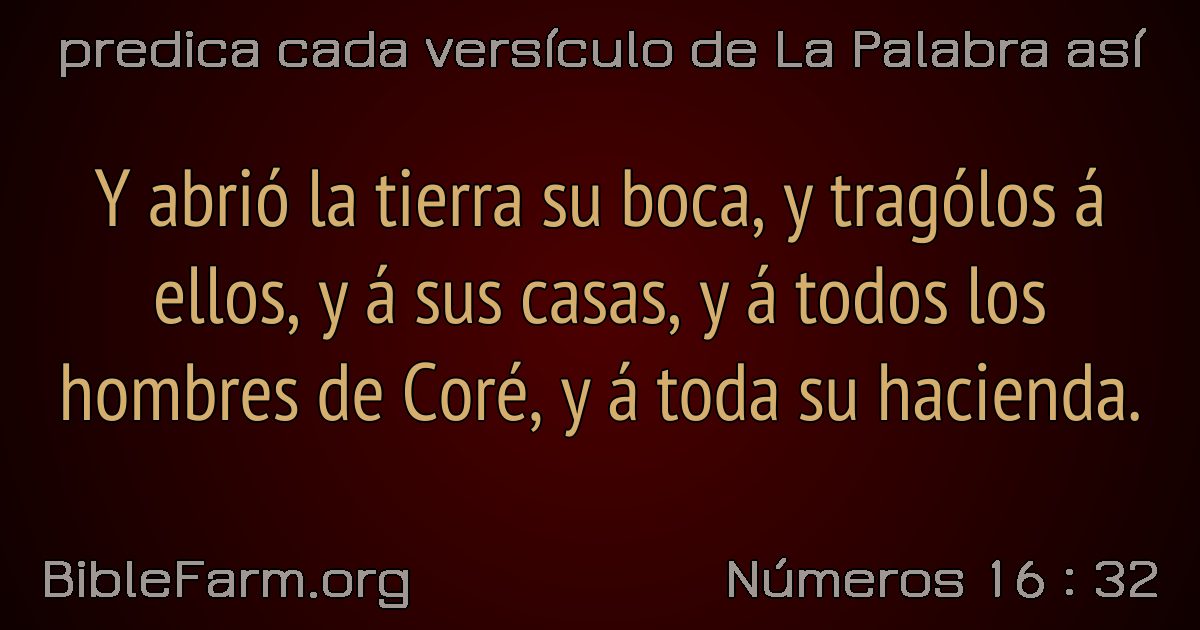 predica cada versículo de La Palabra así
Y abrió la tierra su boca, y tragólos á
ellos, y á sus casas, y á todos los
hombres de Coré, y á toda su hacienda.
BibleFarm.org
Números 16 : 32